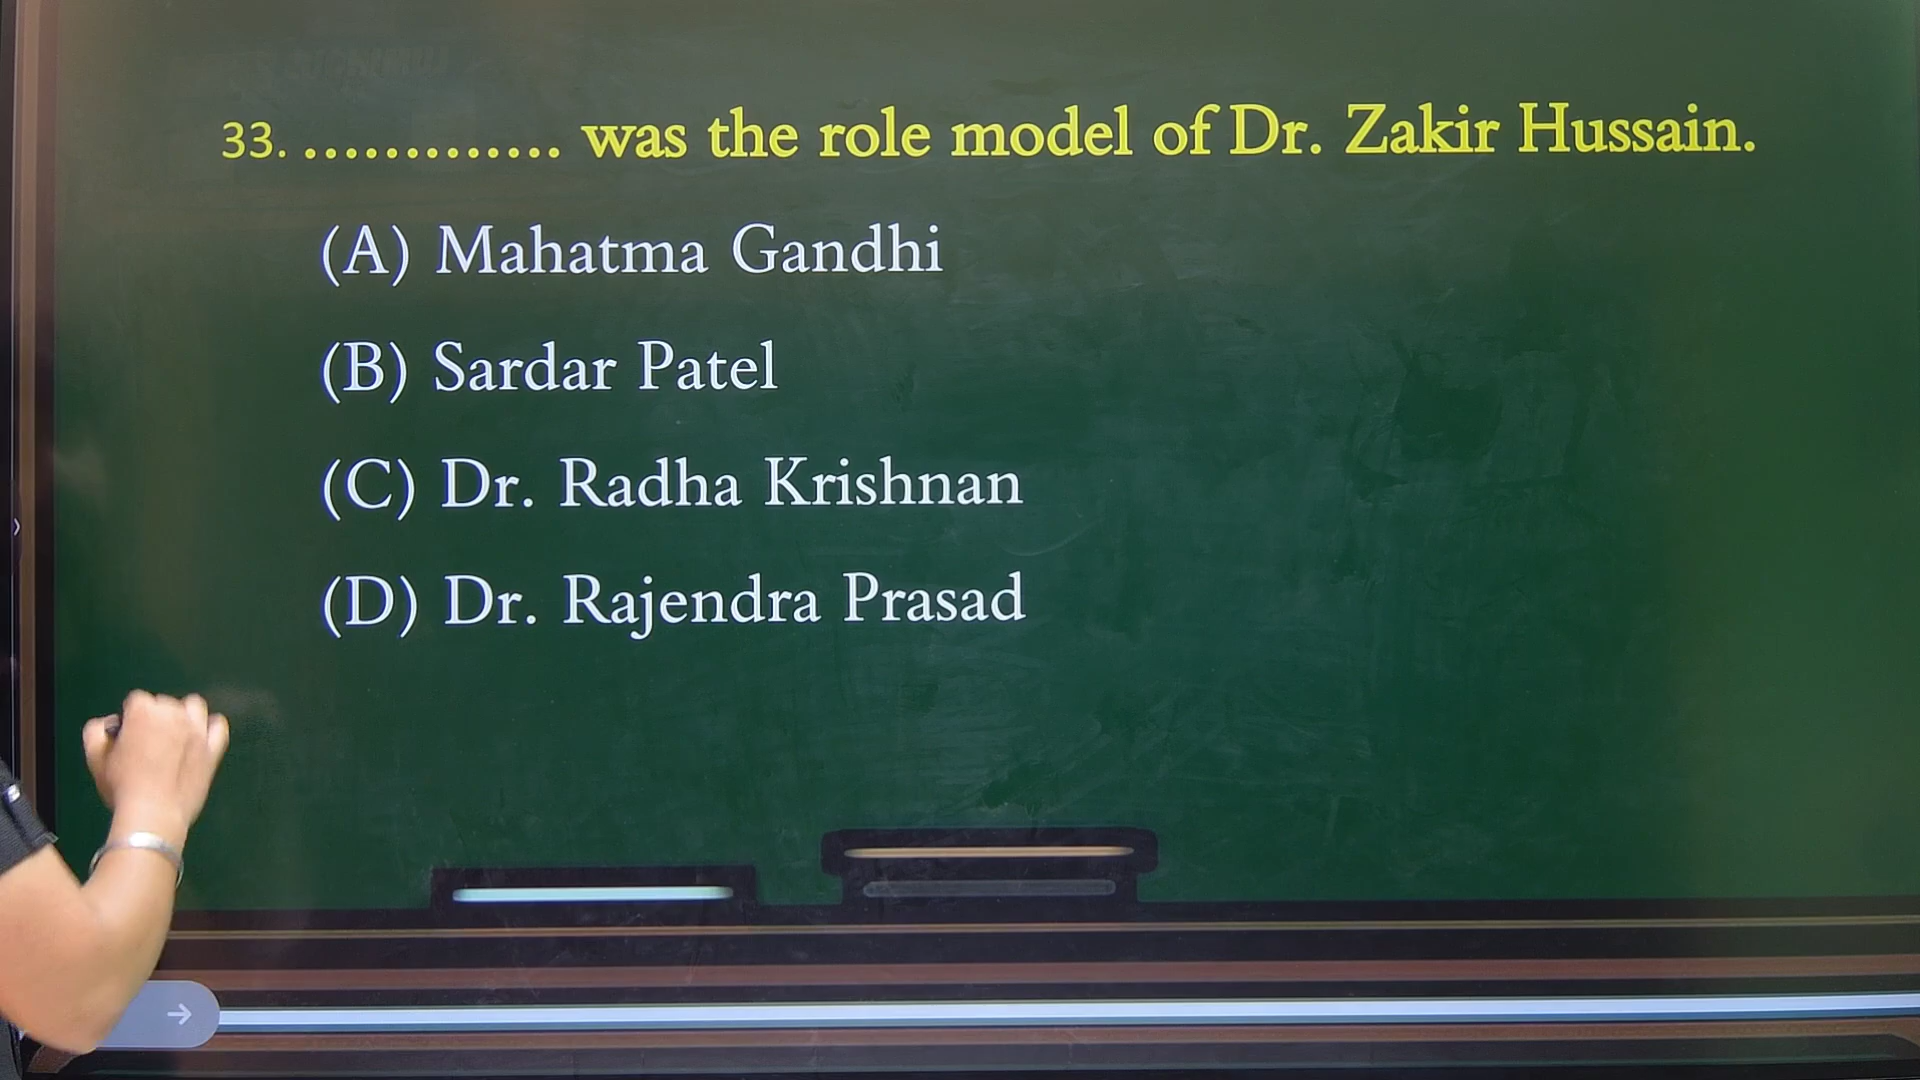 33. ............. was the role model of Dr. Zakir Hussain.
(A) Mahatma Gandhi
(B) Sardar Patel
(C) Dr. Radha Krishnan
(D) Dr. Rajendra Prasad